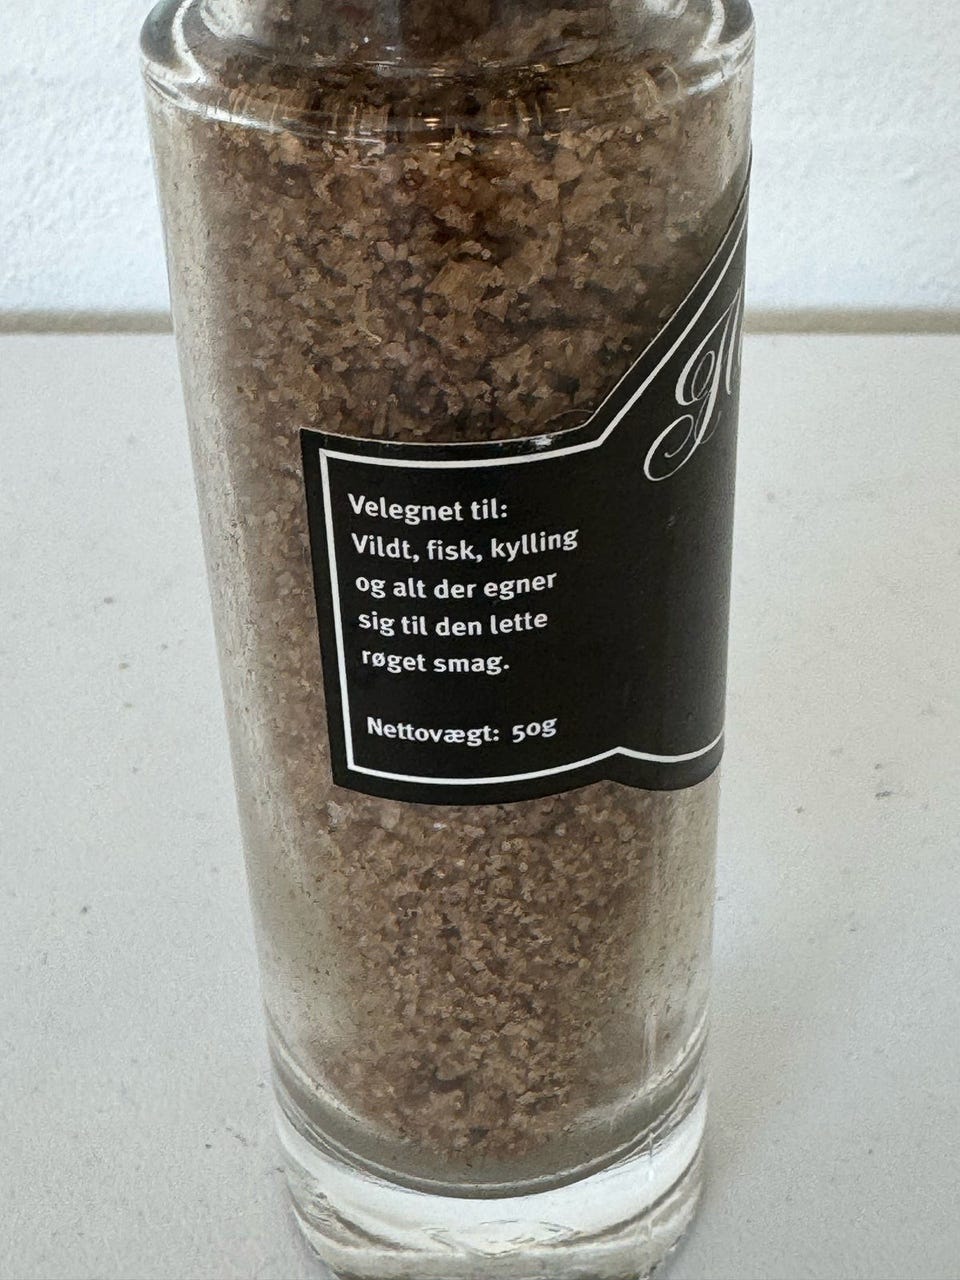 Velegnet til:
Vildt, fisk, kylling
og alt der egner
sig til den lette
røget smag.
Nettovægt: 50g